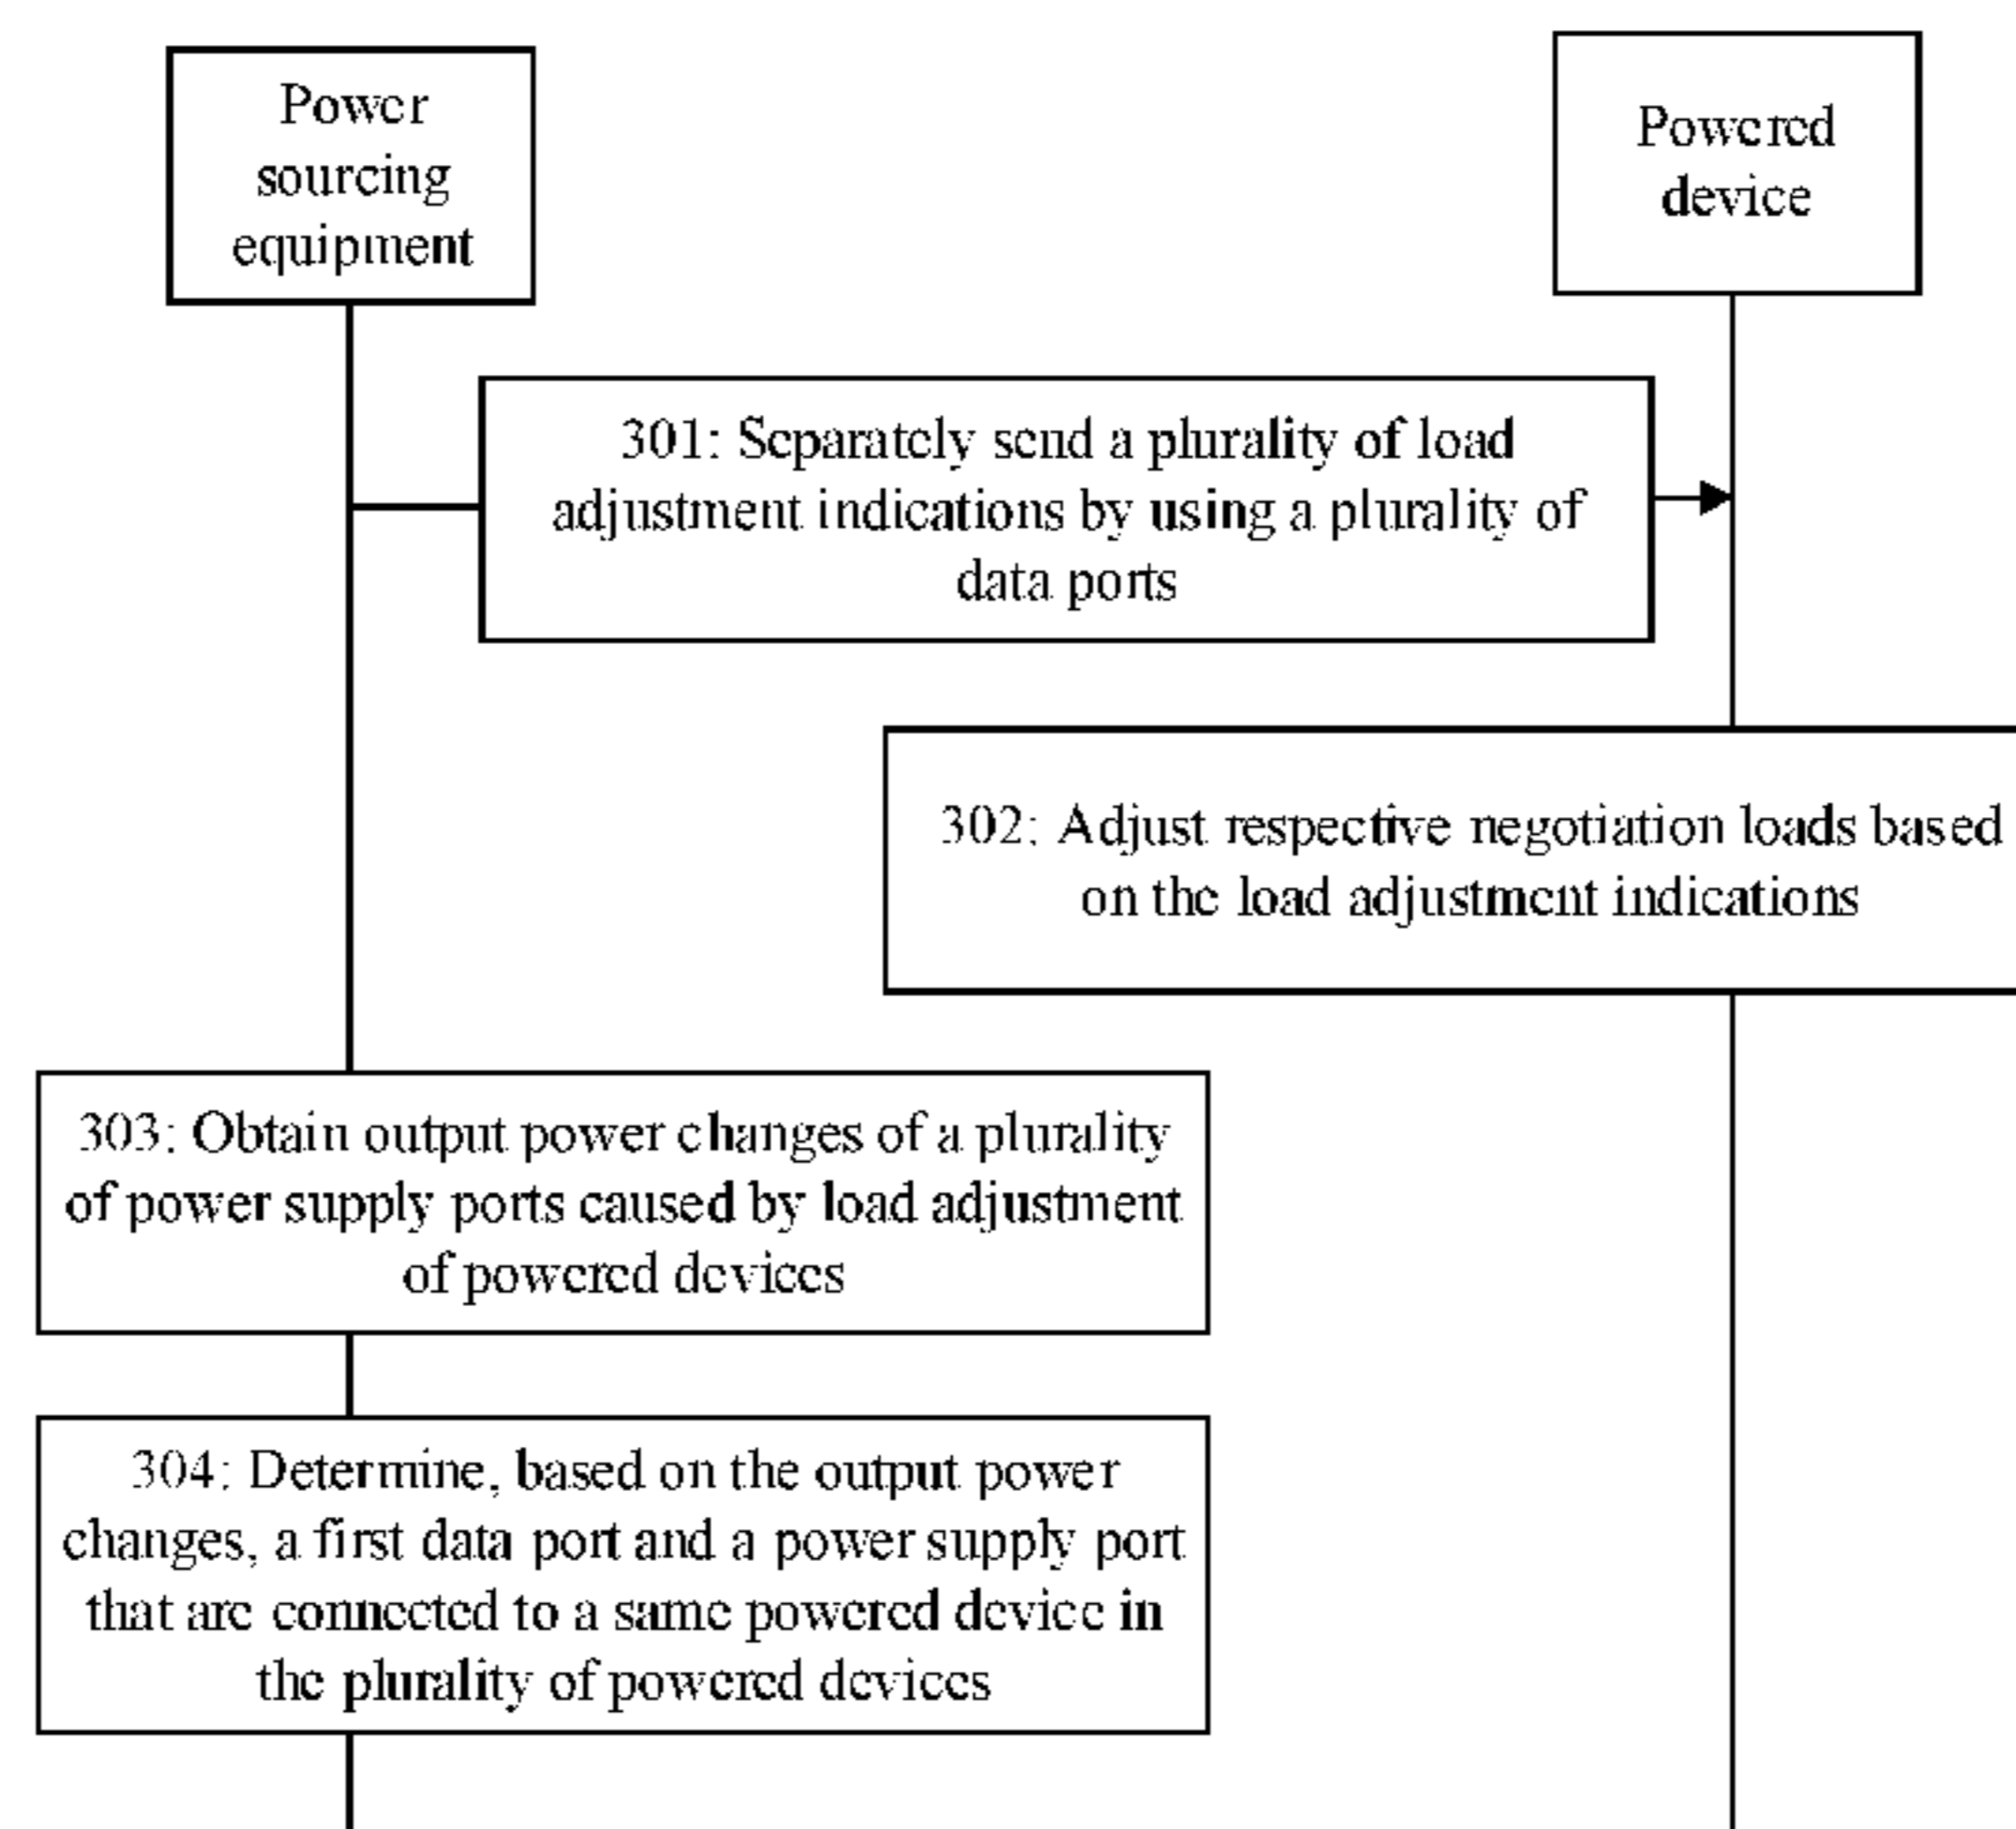 Power
sourcing
equipment
Powered
device
301: Separately send a plurality of load
adjustment indications by using a plurality of
data ports
302: Adjust respective negotiation loads based
on the load adjustment indications
303: Obtain output power changes of a plurality
of power supply ports caused by load adjustment
of powered devices
304: Determine, based on the output power
changes, a first data port and a power supply port
that are connected to a same powered device in
the plurality of powered devices